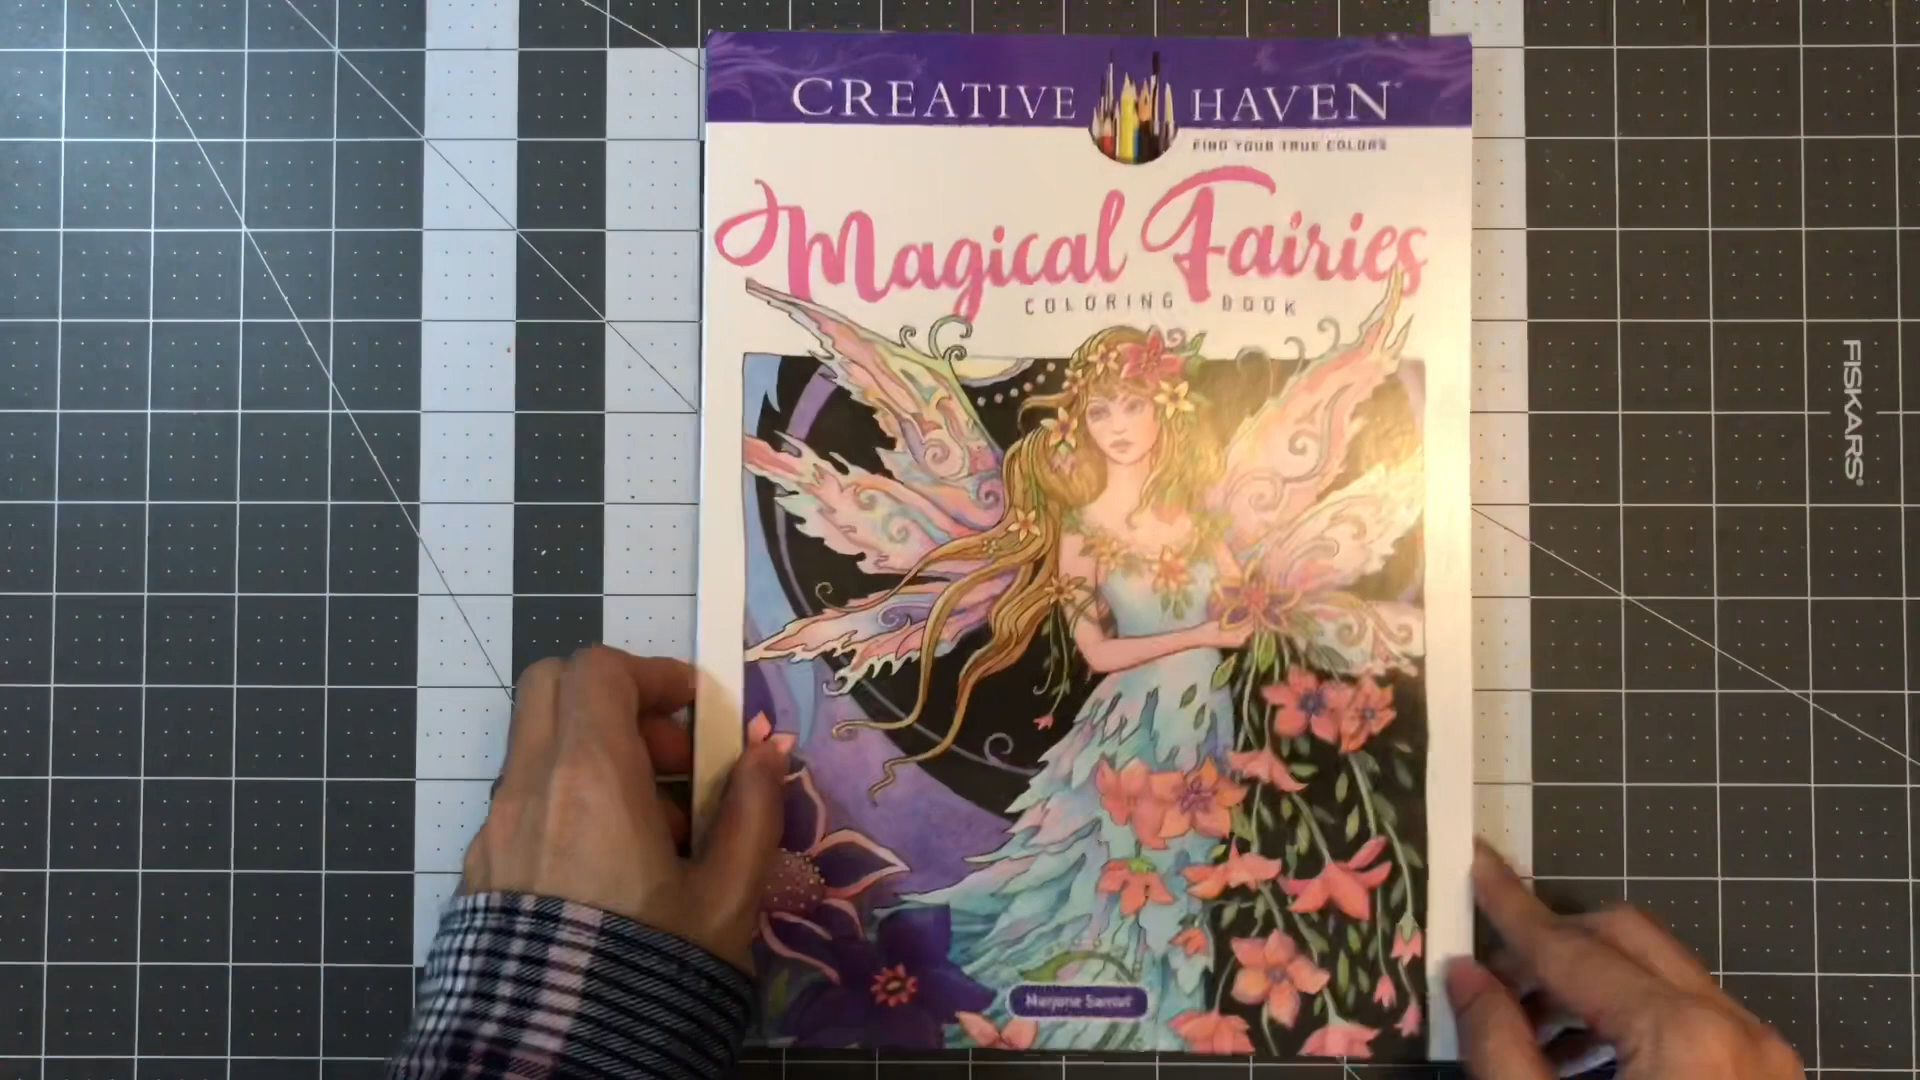 CREATIVE HAVEN
FIND YOUR TRUE COLORS
Magical Fairies
COLORING BOOK
FISKARS®
Marjorie Sarnat